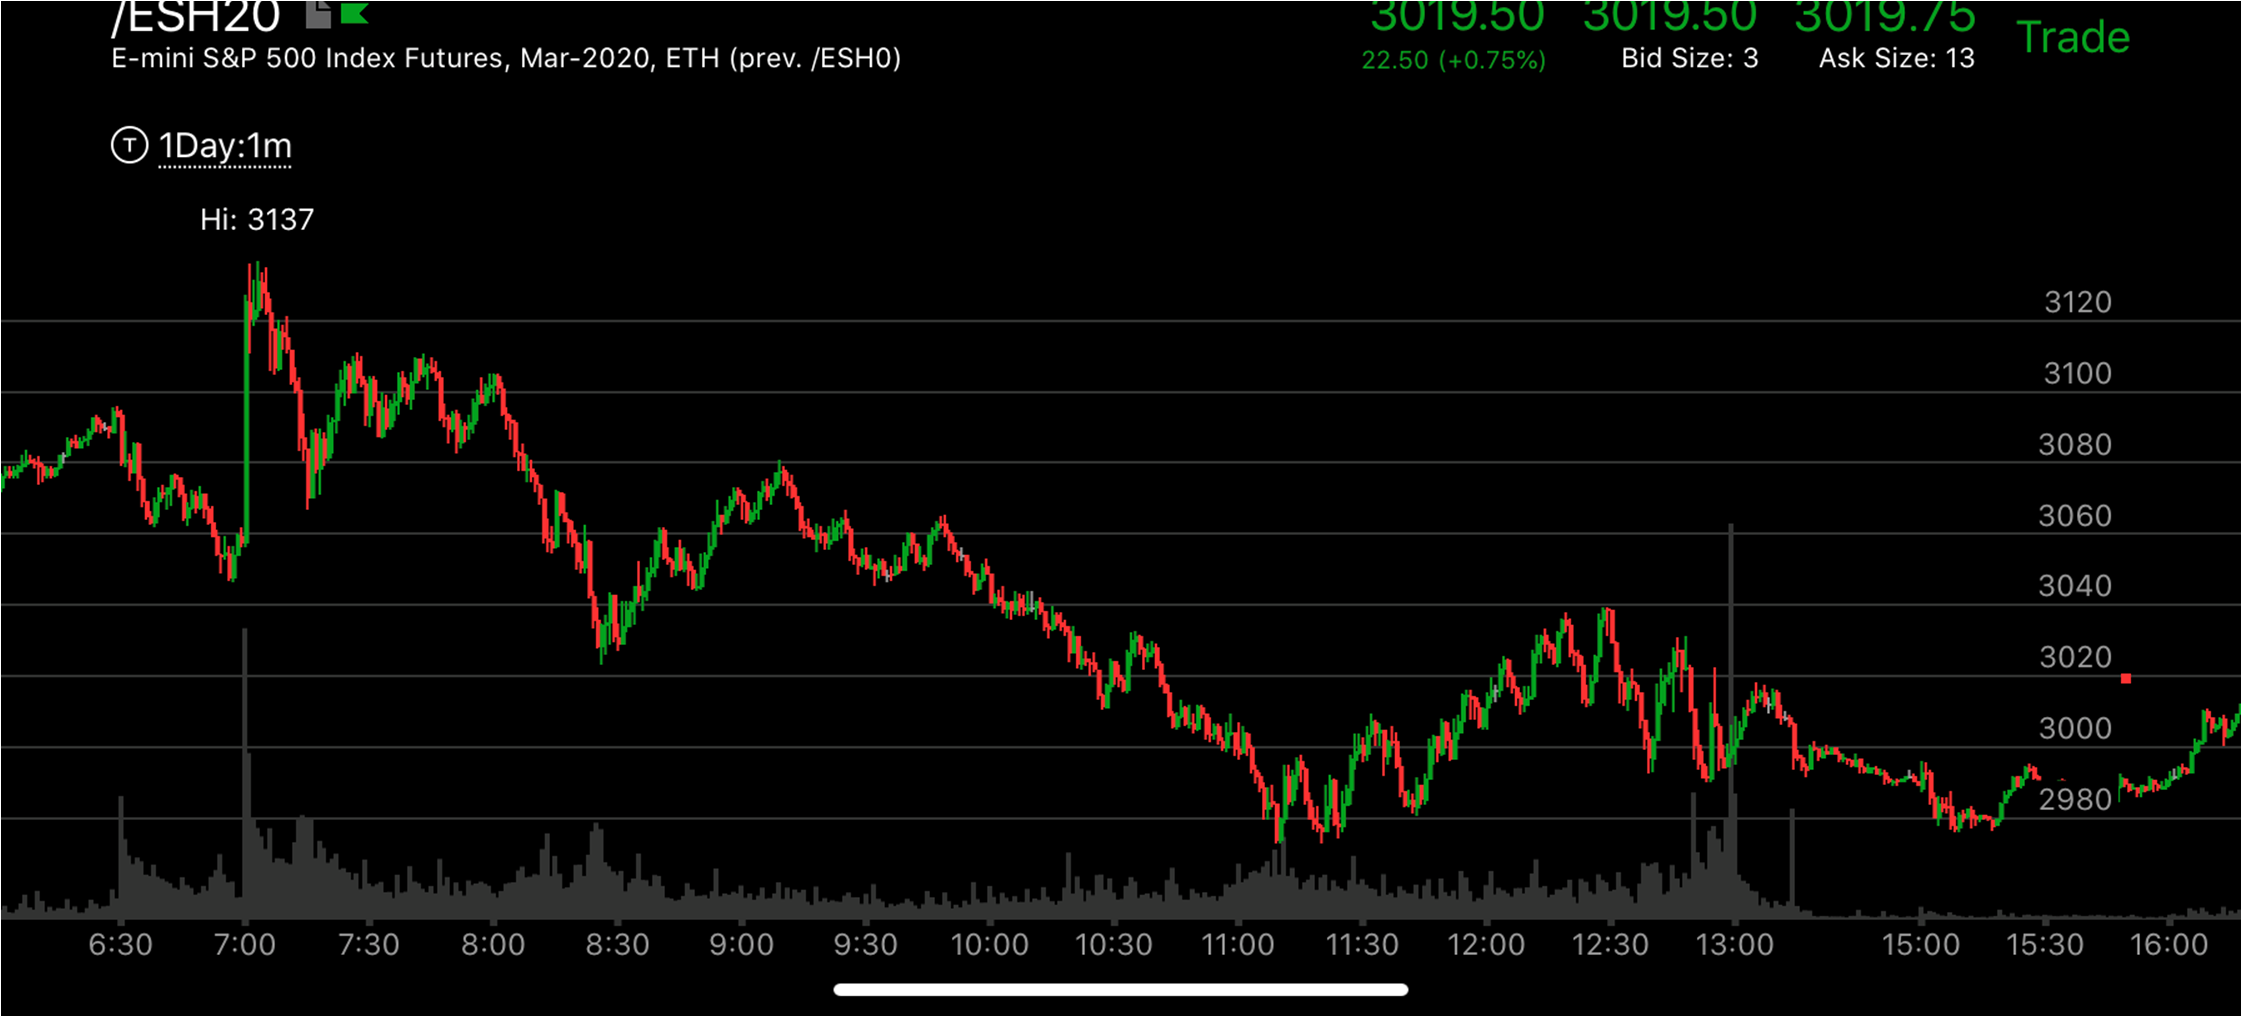 /ESH20 3019.50 3019.50 3019.75 Trade
E-mini S&P 500 Index Futures, Mar-2020, ETH (prev. /ESH0) 22.50 (+0.75%) Bid Size: 3 Ask Size: 13
T 1Day:1m
Hi: 3137
3120
3100
3080
3060
3040
3020
3000
2980
6:30 7:00 7:30 8:00 8:30 9:00 9:30 10:00 10:30 11:00 11:30 12:00 12:30 13:00 15:00 15:30 16:00